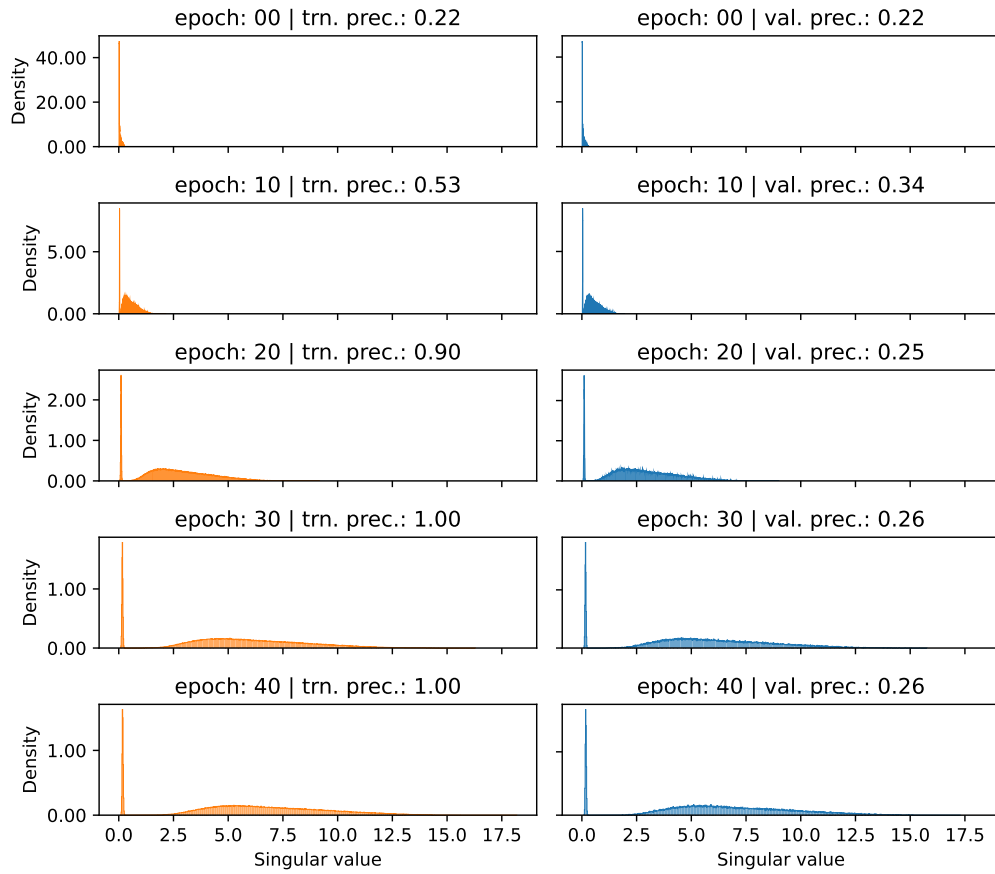 epoch: 00 | trn. prec.: 0.22
epoch: 00 | val. prec.: 0.22
Density
40.00
20.00
0.00
epoch: 10 | trn. prec.: 0.53
epoch: 10 | val. prec.: 0.34
Density
5.00
0.00
epoch: 20 | trn. prec.: 0.90
epoch: 20 | val. prec.: 0.25
Density
2.00
1.00
0.00
epoch: 30 | trn. prec.: 1.00
epoch: 30 | val. prec.: 0.26
Density
1.00
0.00
epoch: 40 | trn. prec.: 1.00
epoch: 40 | val. prec.: 0.26
Density
1.00
0.00
0.0 2.5 5.0 7.5 10.0 12.5 15.0 17.5
0.0 2.5 5.0 7.5 10.0 12.5 15.0 17.5
Singular value
Singular value